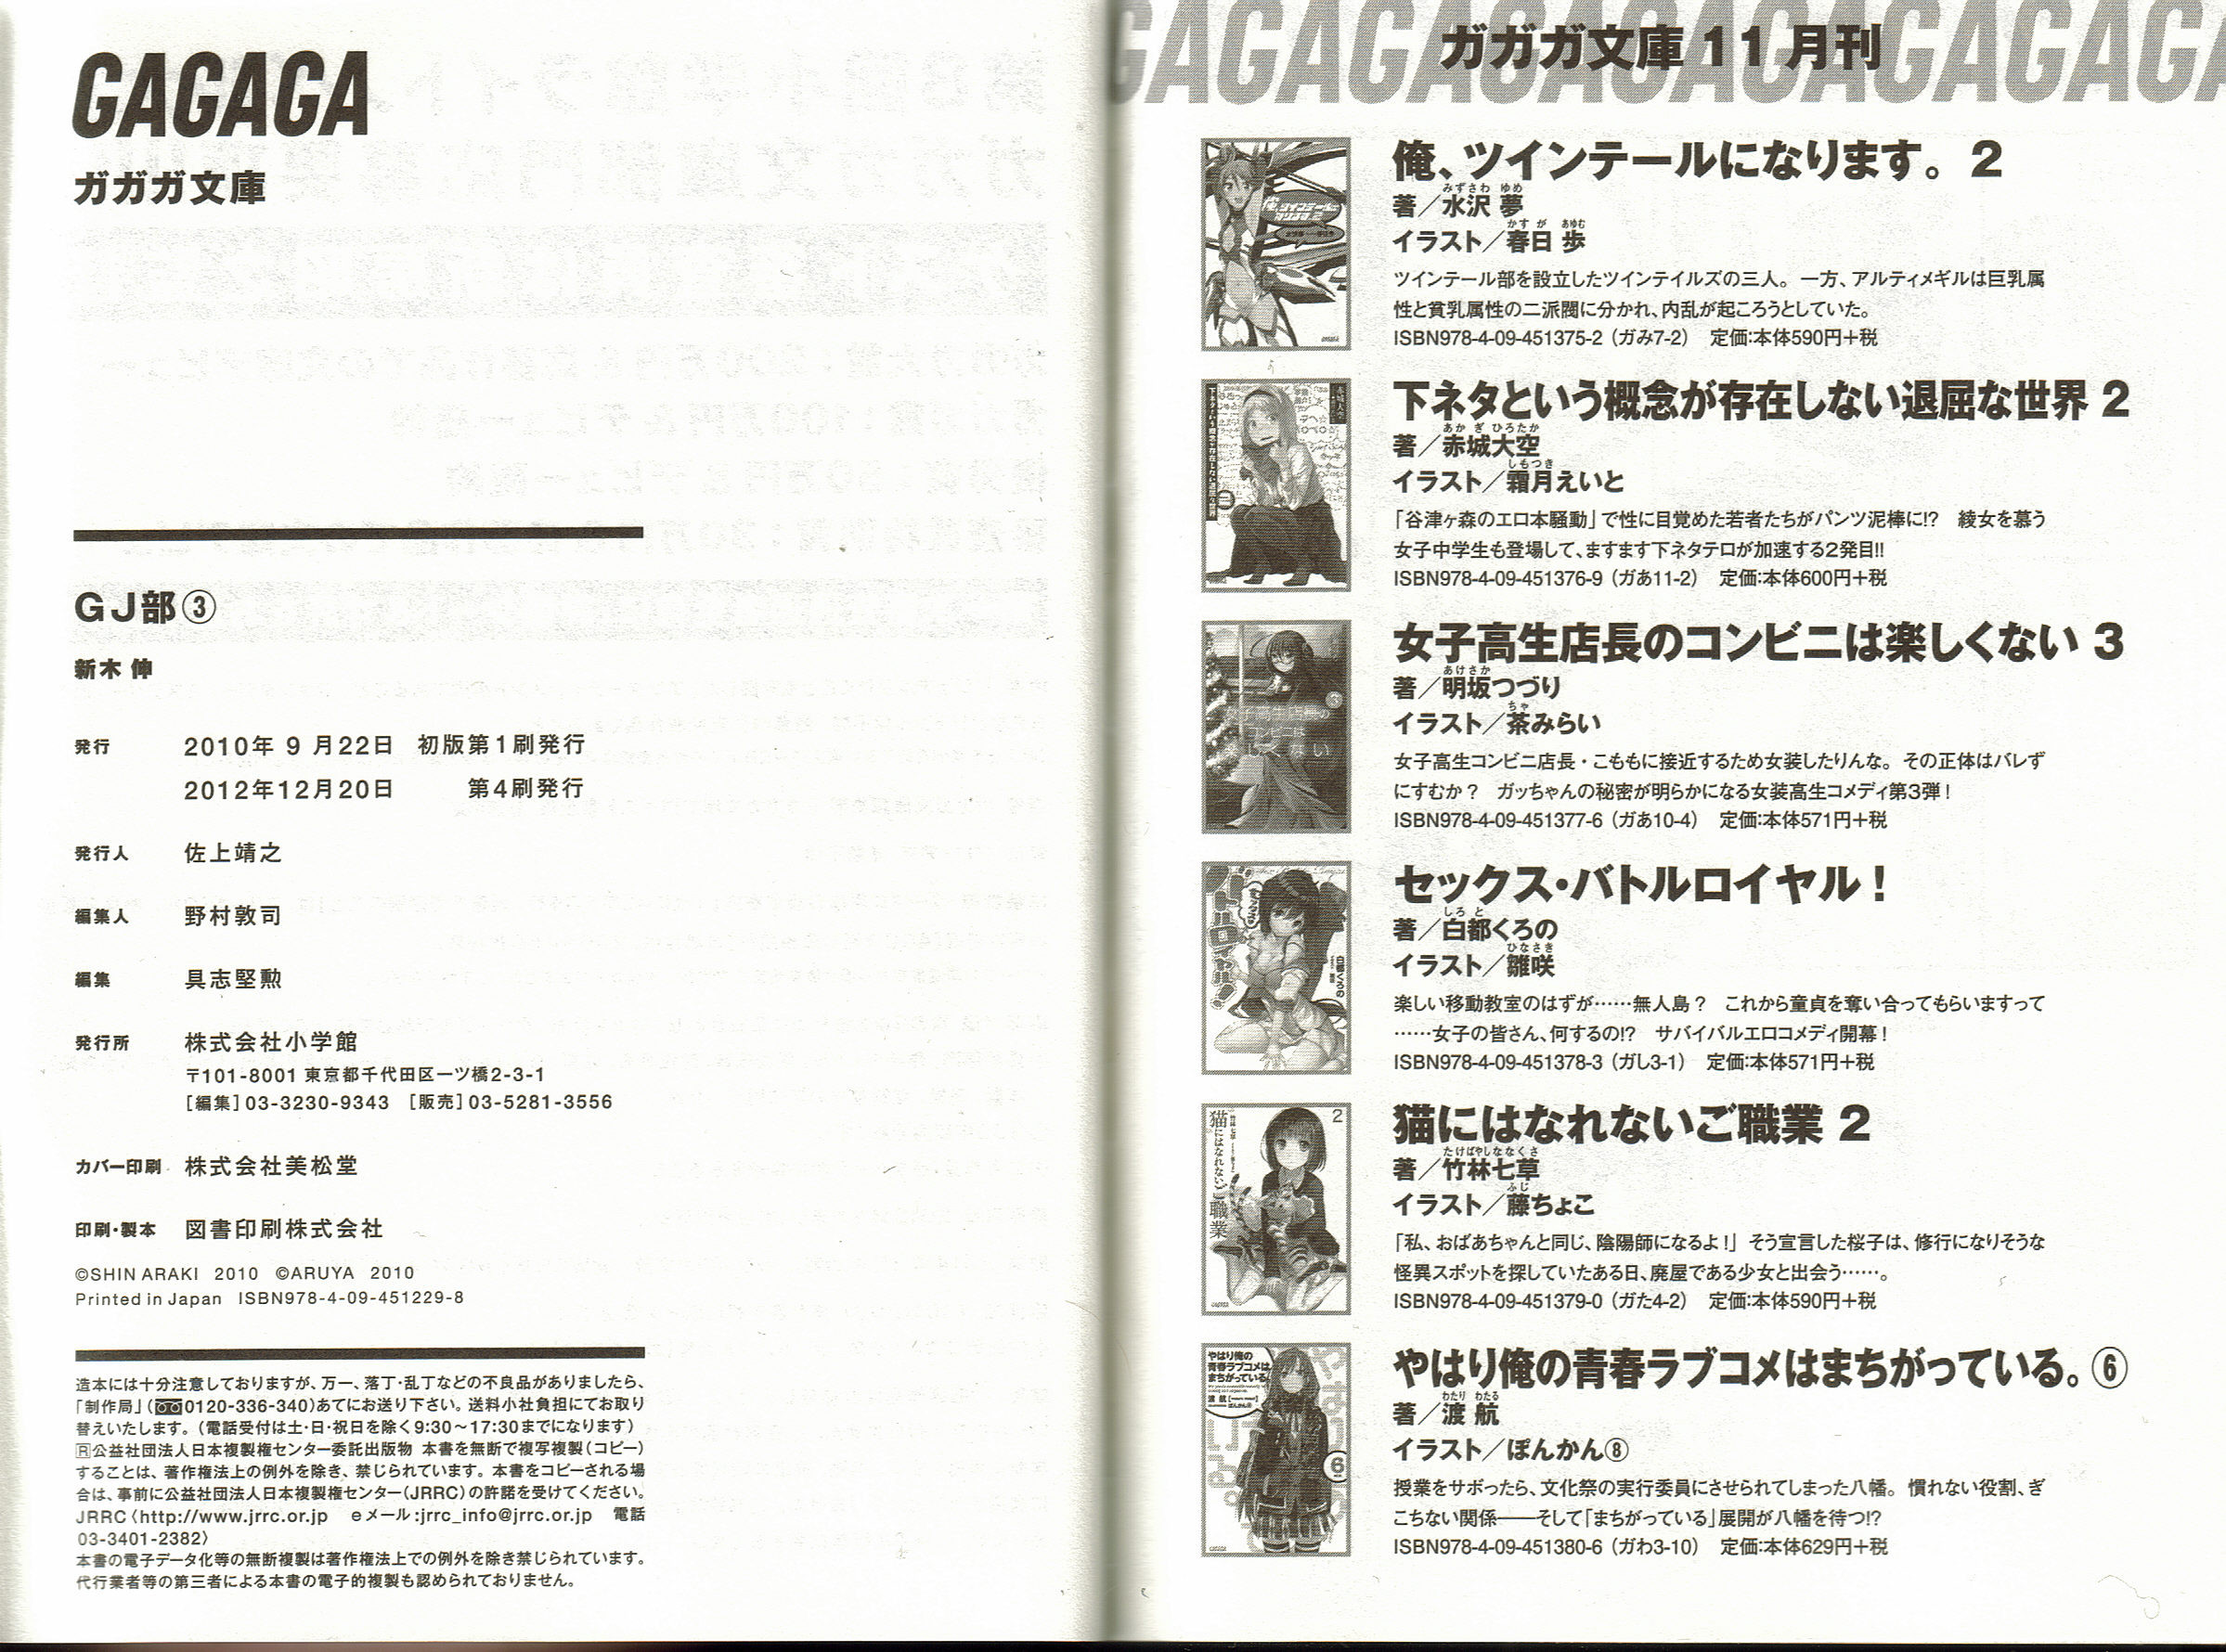 GAGAGA
ガガガ文庫
GJ部③
新木 伸
発行 2010年 9 月22日 初版第1刷発行
2012年12月20日 第4刷発行
発行人 佐上靖之
編集人 野村敦司
編集 具志堅勲
発行所 株式会社小学館
〒101-8001 東京都千代田区一ツ橋2-3-1
[編集]03-3230-9343 [販売]03-5281-3556
カバー印刷 株式会社美松堂
印刷・製本 図書印刷株式会社
©SHIN ARAKI 2010 ©ARUYA 2010
Printed in Japan ISBN978-4-09-451229-8
造本には十分注意しておりますが、万一、落丁・乱丁などの不良品がありましたら、
「制作局」(0120-336-340)あてにお送り下さい。送料小社負担にてお取り
替えいたします。(電話受付は土・日・祝日を除く9:30〜17:30までになります)
Ⓡ公益社団法人日本複製権センター委託出版物 本書を無断で複写複製(コピー)
することは、著作権法上の例外を除き、禁じられています。本書をコピーされる場
合は、事前に公益社団法人日本複製権センター(JRRC)の許諾を受けてください。
JRRC〈http://www.jrrc.or.jp eメール:jrrc_info@jrrc.or.jp 電話
03-3401-2382〉
本書の電子データ化等の無断複製は著作権法上での例外を除き禁じられています。
代行業者等の第三者による本書の電子的複製も認められておりません。
GAGAGAGAGAGAGAGAGAGA
ガガガ文庫11月刊
俺、ツインテールになります。 2
著／水沢 夢
みずさわ ゆめ
イラスト／春日 歩
かすが あゆむ
ツインテール部を設立したツインテイルズの三人。一方、アルティメギルは巨乳属
性と貧乳属性の二派閥に分かれ、内乱が起ころうとしていた。
ISBN978-4-09-451375-2 (ガみ7-2) 定価:本体590円+税
下ネタという概念が存在しない退屈な世界 2
著／赤城大空
あかぎ ひろたか
イラスト／霜月えいと
しもつき
「谷津ヶ森のエロ本騒動」で性に目覚めた若者たちがパンツ泥棒に!? 綾女を慕う
女子中学生も登場して、ますます下ネタテロが加速する2発目!!
ISBN978-4-09-451376-9 (ガあ11-2) 定価:本体600円+税
女子高生店長のコンビニは楽しくない 3
著／明坂つづり
あけさか
イラスト／茶みらい
ちゃ
女子高生コンビニ店長・こももに接近するため女装したりんな。その正体はバレず
にすむか? ガッちゃんの秘密が明らかになる女装高生コメディ第3弾!
ISBN978-4-09-451377-6 (ガあ10-4) 定価:本体571円+税
セックス・バトルロイヤル!
著／白都くろの
しろと
イラスト／雛咲
ひなさき
楽しい移動教室のはずが……無人島? これから童貞を奪い合ってもらいますって
……女子の皆さん、何するの!? サバイバルエロコメディ開幕!
ISBN978-4-09-451378-3 (ガし3-1) 定価:本体571円+税
猫にはなれないご職業 2
著／竹林七草
たけばやしななくさ
イラスト／藤ちょこ
ふじ
「私、おばあちゃんと同じ、陰陽師になるよ!」そう宣言した桜子は、修行になりそうな
怪異スポットを探していたある日、廃屋である少女と出会う……。
ISBN978-4-09-451379-0 (ガた4-2) 定価:本体590円+税
やはり俺の青春ラブコメはまちがっている。⑥
著／渡 航
わたり わたる
イラスト／ぽんかん⑧
授業をサボったら、文化祭の実行委員にさせられてしまった八幡。慣れない役割、ぎ
こちない関係――そして「まちがっている」展開が八幡を待つ!?
ISBN978-4-09-451380-6 (ガわ3-10) 定価:本体629円+税